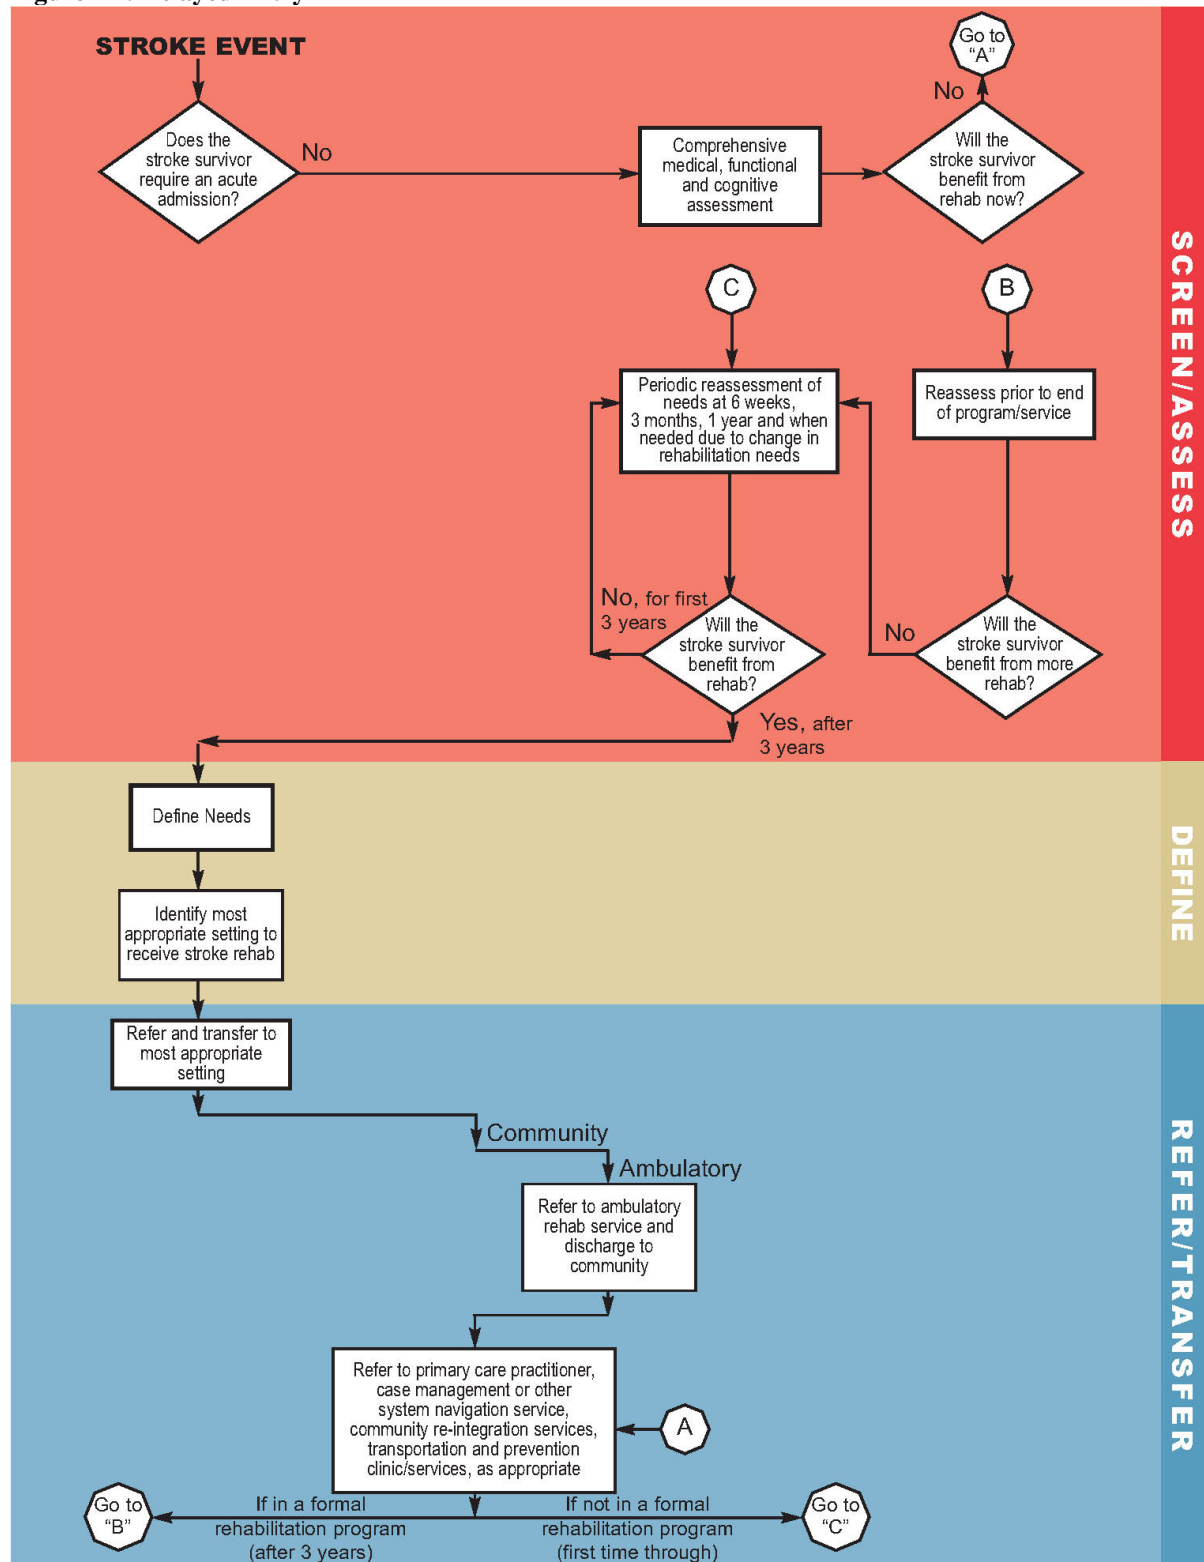 STROKE EVENT
Go to
“A”
No
Does the
stroke survivor
require an acute
admission?
No
Comprehensive
medical, functional
and cognitive
assessment
Will the
stroke survivor
benefit from
rehab now?
C
B
Periodic reassessment of
needs at 6 weeks,
3 months, 1 year and when
needed due to change in
rehabilitation needs
Reassess prior to end
of program/service
No, for first
3 years
Will the
stroke survivor
benefit from
rehab?
No
Will the
stroke survivor
benefit from more
rehab?
Yes, after
3 years
SCREEN/ASSESS
Define Needs
Identify most
appropriate setting to
receive stroke rehab
DEFINE
Refer and transfer to
most appropriate
setting
Community
Ambulatory
Refer to ambulatory
rehab service and
discharge to
community
Refer to primary care practitioner,
case management or other
system navigation service,
community re-integration services,
transportation and prevention
clinic/services, as appropriate
A
Go to
“B”
If in a formal
rehabilitation program
(after 3 years)
If not in a formal
rehabilitation program
(first time through)
Go to
“C”
REFER/TRANSFER